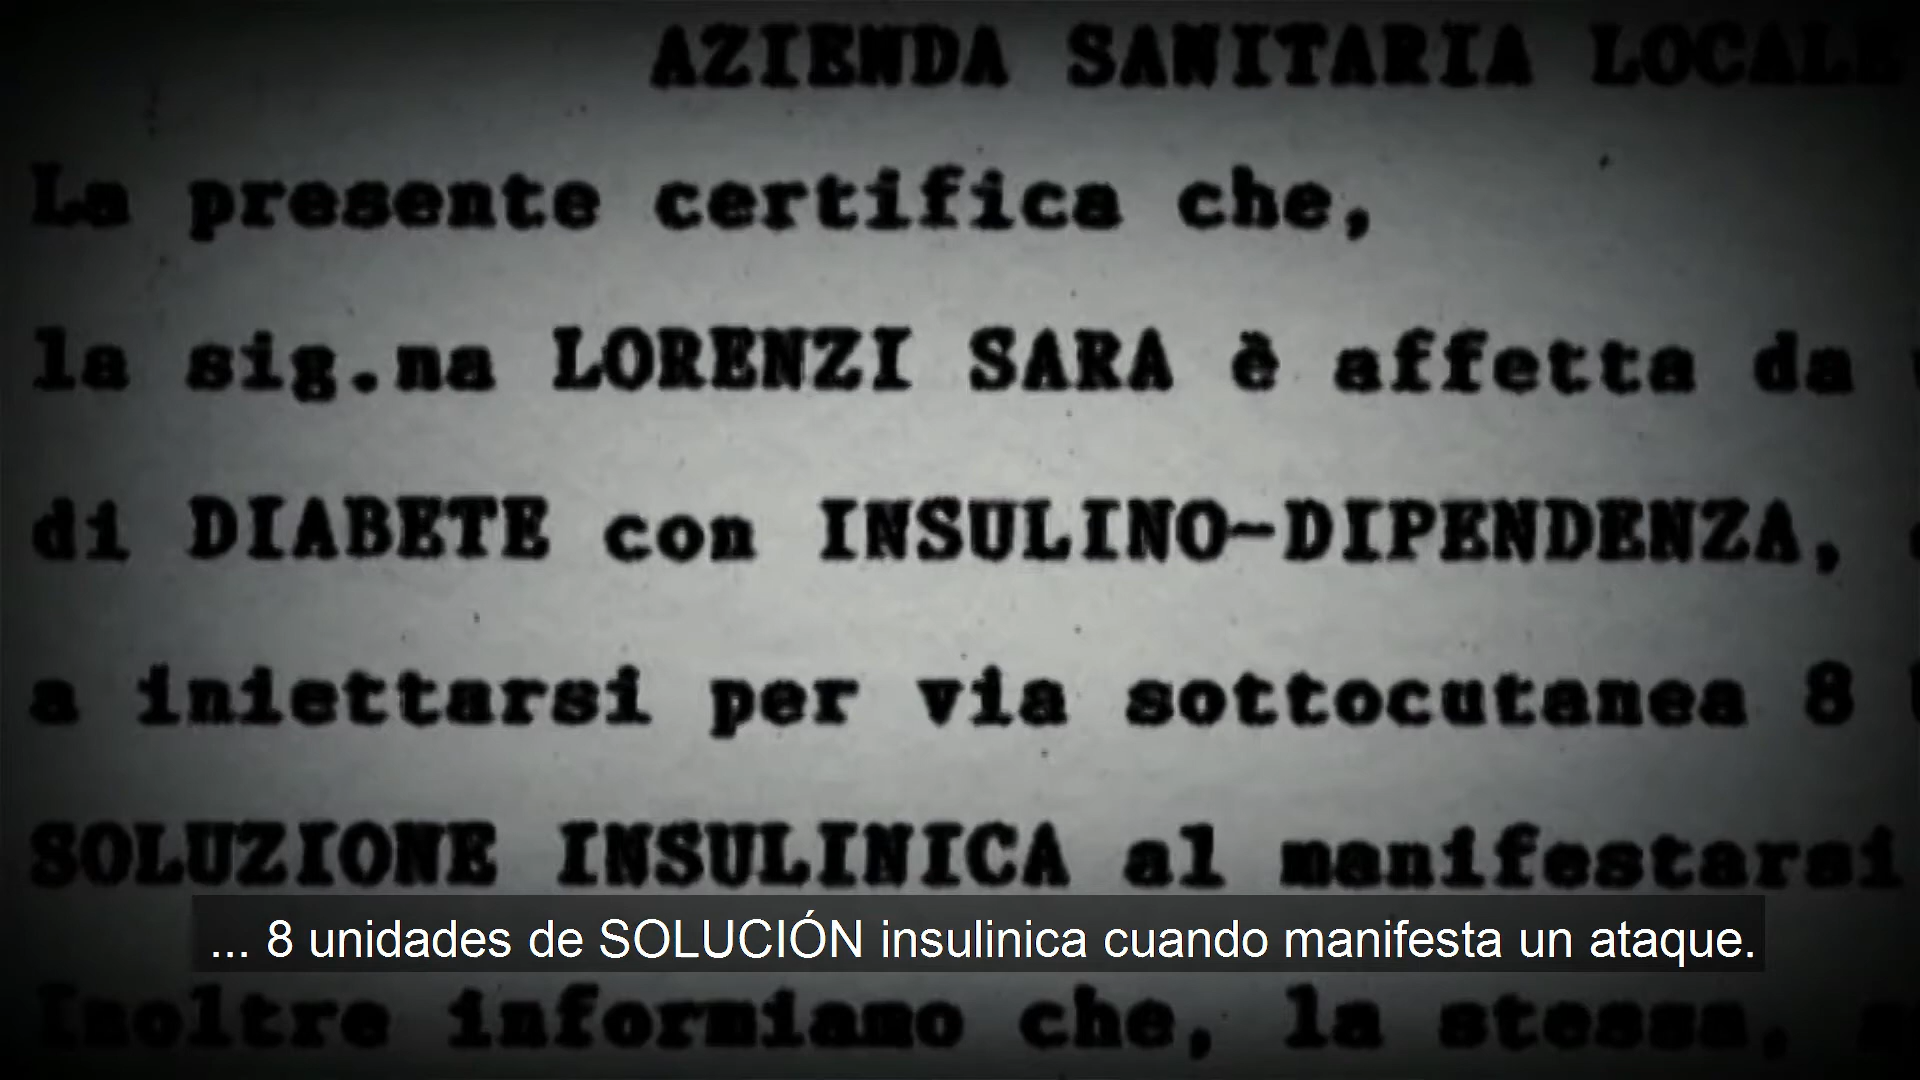 AZIENDA SANITARIA LOCALE
La presente certifica che,
la sig.na LORENZI SARA è affetta da
di DIABETE con INSULINO-DIPENDENZA,
a iniettarsi per via sottocutanea 8
SOLUZIONE INSULINICA al manifestarsi
... 8 unidades de SOLUCIÓN insulinica cuando manifesta un ataque.
Inoltre informiamo che, la stessa,